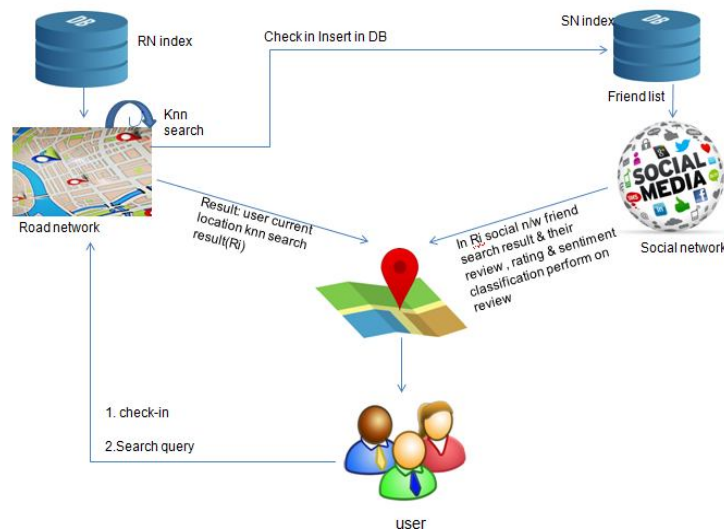 DB
RN index
Check in Insert in DB
SN index
DB
Knn
search
Friend list
SOCIAL
MEDIA
Road network
Result: user current
location knn search
result(Ri)
In Ri social n/w friend
search result & their
review , rating & sentiment
classification perform on
review
Social network
1. check-in
2.Search query
user